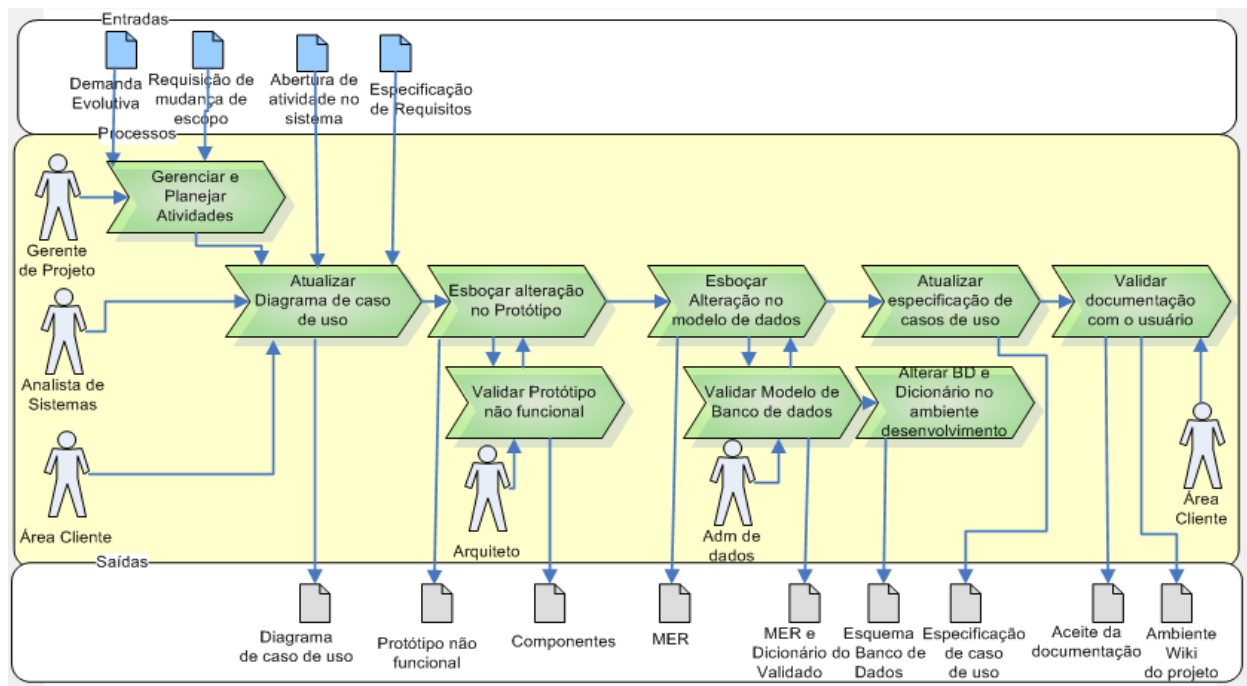 Entradas
Demanda
Evolutiva
Requisição de
mudança de
escopo
Abertura de
atividade no
sistema
Especificação
de Requisitos
Processos
Gerenciar e
Planejar
Atividades
Gerente
de Projeto
Atualizar
Diagrama de caso
de uso
Esboçar alteração
no Protótipo
Esboçar
Alteração no
modelo de dados
Atualizar
especificação de
casos de uso
Validar
documentação
com o usuário
Analista de
Sistemas
Validar Protótipo
não funcional
Validar Modelo de
Banco de dados
Alterar BD e
Dicionário no
ambiente
desenvolvimento
Área Cliente
Arquiteto
Adm de
dados
Área
Cliente
Saídas
Diagrama
de caso de uso
Protótipo não
funcional
Componentes
MER
MER e
Dicionário do
Validado
Esquema
Banco de
Dados
Especificação
de caso
de uso
Aceite da
documentação
Ambiente
Wiki
do projeto